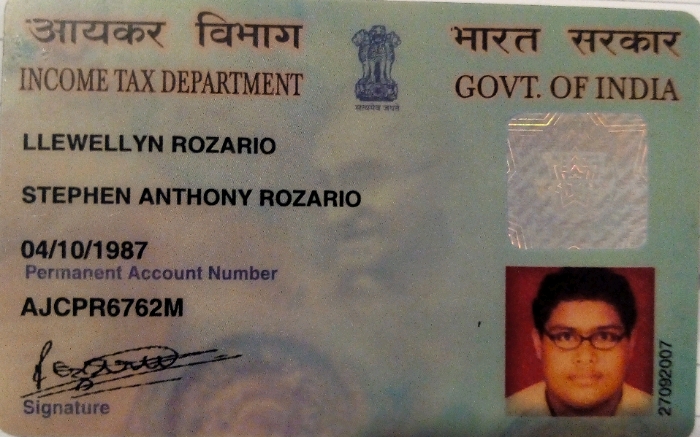 आयकर विभाग
INCOME TAX DEPARTMENT
सत्यमेव जयते
भारत सरकार
GOVT. OF INDIA
LLEWELLYN ROZARIO
STEPHEN ANTHONY ROZARIO
04/10/1987
Permanent Account Number
AJCPR6762M
Signature
27092007